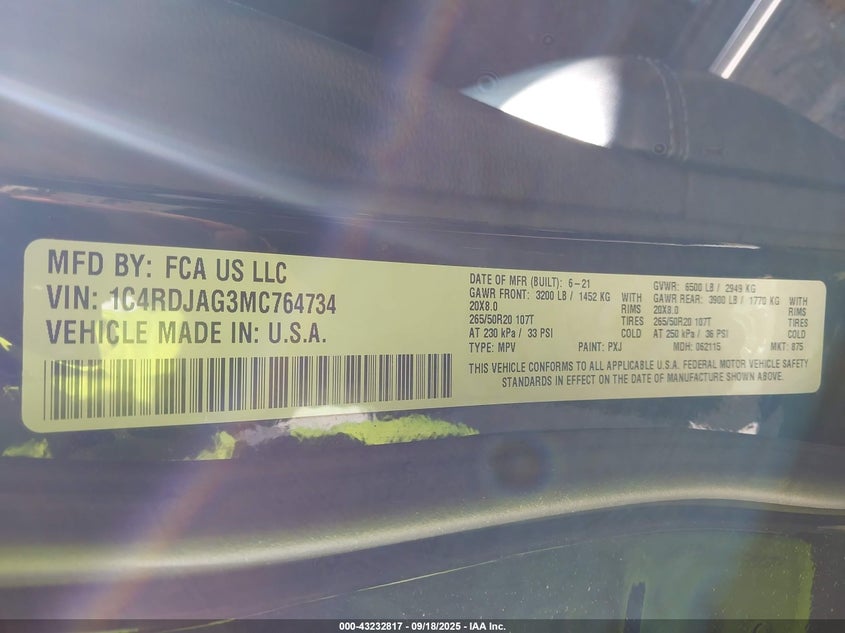 MFD BY: FCA US LLC
VIN: 1C4RDJAG3MC764734
VEHICLE MADE IN: U.S.A.
DATE OF MFR (BUILT): 6-21
GAWR FRONT: 3200 LB / 1452 KG WITH
20X8.0 RIMS
265/50R20 107T TIRES
AT 230 kPa / 33 PSI COLD
TYPE: MPV PAINT: PXJ
GVWR: 6500 LB / 2949 KG
GAWR REAR: 3900 LB / 1770 KG WITH
20X8.0 RIMS
265/50R20 107T TIRES
AT 250 kPa / 36 PSI COLD
MDH: 062115 MKT: 875
THIS VEHICLE CONFORMS TO ALL APPLICABLE U.S.A. FEDERAL MOTOR VEHICLE SAFETY
STANDARDS IN EFFECT ON THE DATE OF MANUFACTURE SHOWN ABOVE.
000-43232817 - 09/18/2025 - IAA Inc.